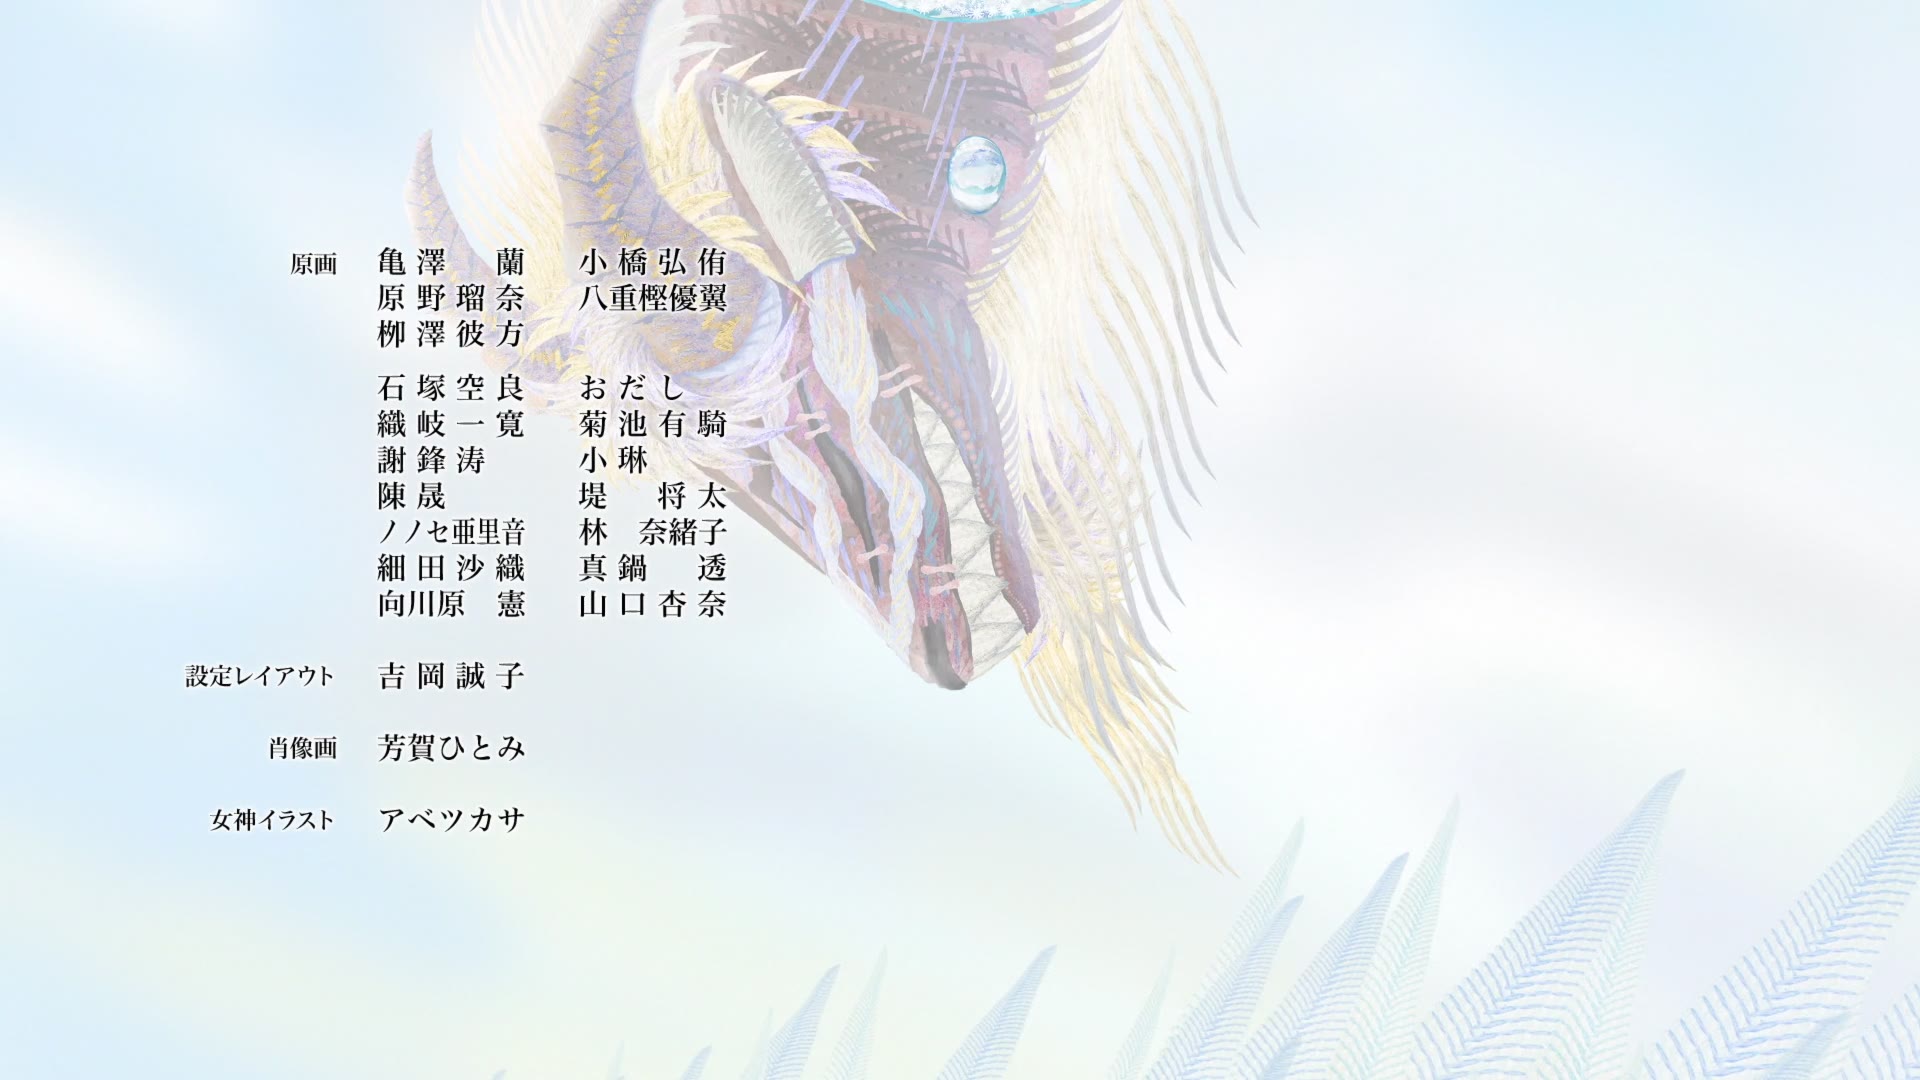 原画 亀澤 蘭 小橋弘侑
原野瑠奈 八重樫優翼
栁澤彼方
石塚空良 おだし
織岐一寛 菊池有騎
謝鋒涛 小琳
陳晟 堤 将太
ノノセ亜里音 林 奈緒子
細田沙織 真鍋 透
向川原 憲 山口杏奈
設定レイアウト 吉岡誠子
肖像画 芳賀ひとみ
女神イラスト アベツカサ